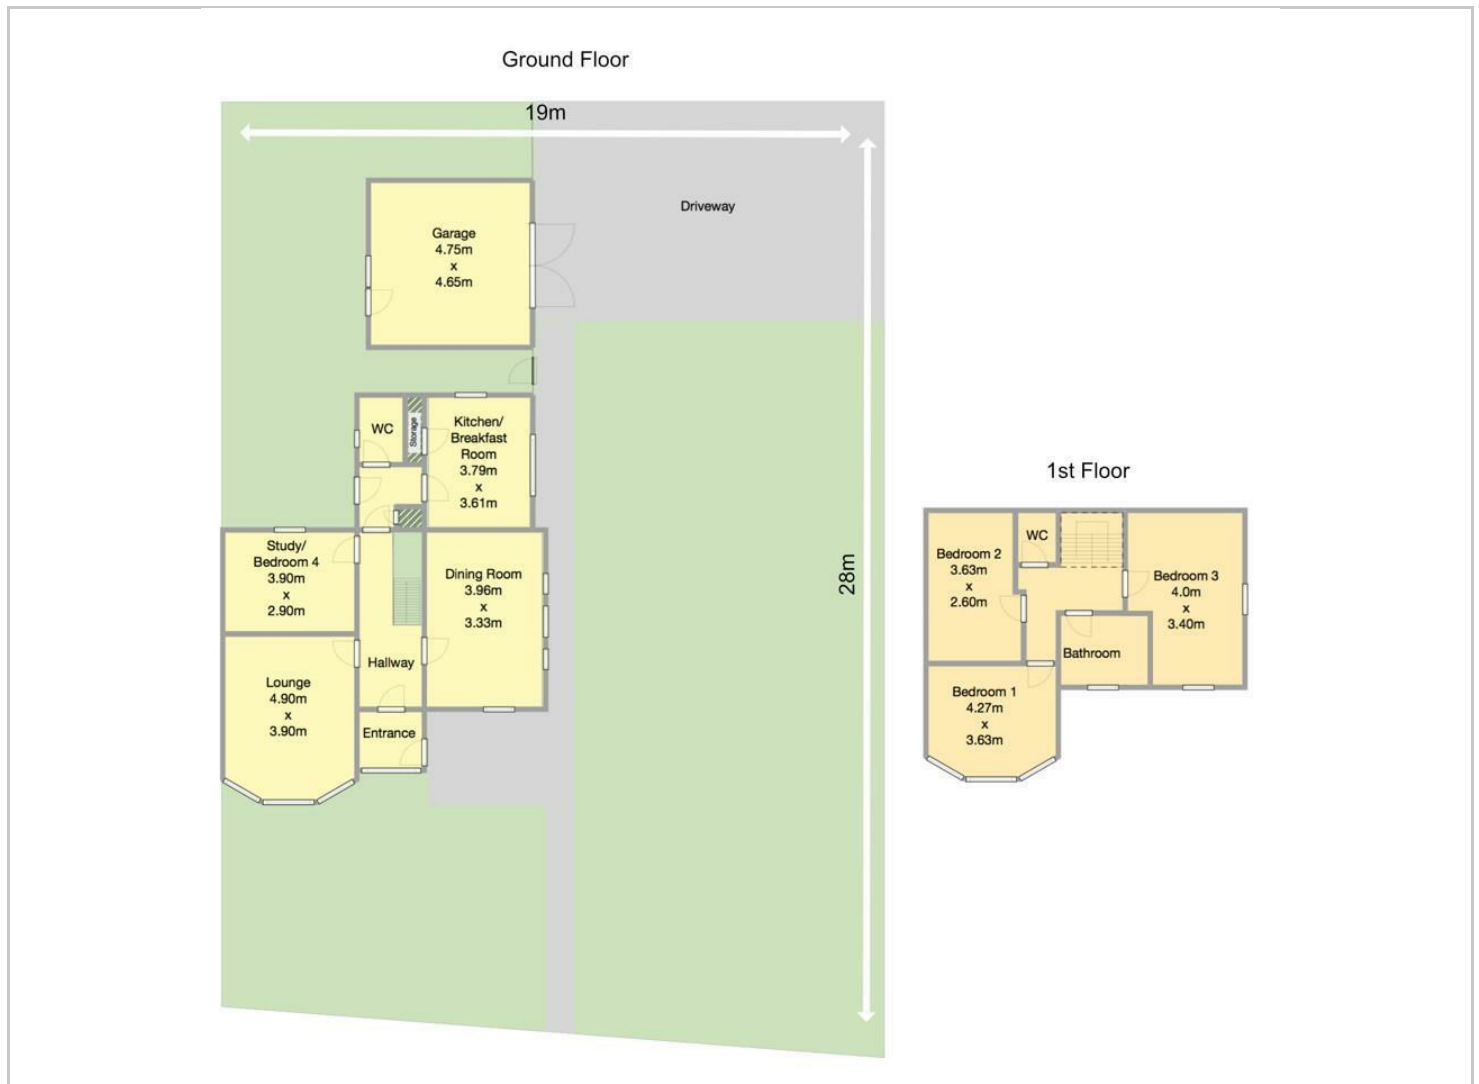 Ground Floor
19m
Driveway
Garage
4.75m
x
4.65m
WC
Storage
Kitchen/
Breakfast
Room
3.79m
x
3.61m
Study/
Bedroom 4
3.90m
x
2.90m
Dining Room
3.96m
x
3.33m
Hallway
Lounge
4.90m
x
3.90m
Entrance
28m
1st Floor
WC
Bedroom 2
3.63m
x
2.60m
Bedroom 3
4.0m
x
3.40m
Bathroom
Bedroom 1
4.27m
x
3.63m